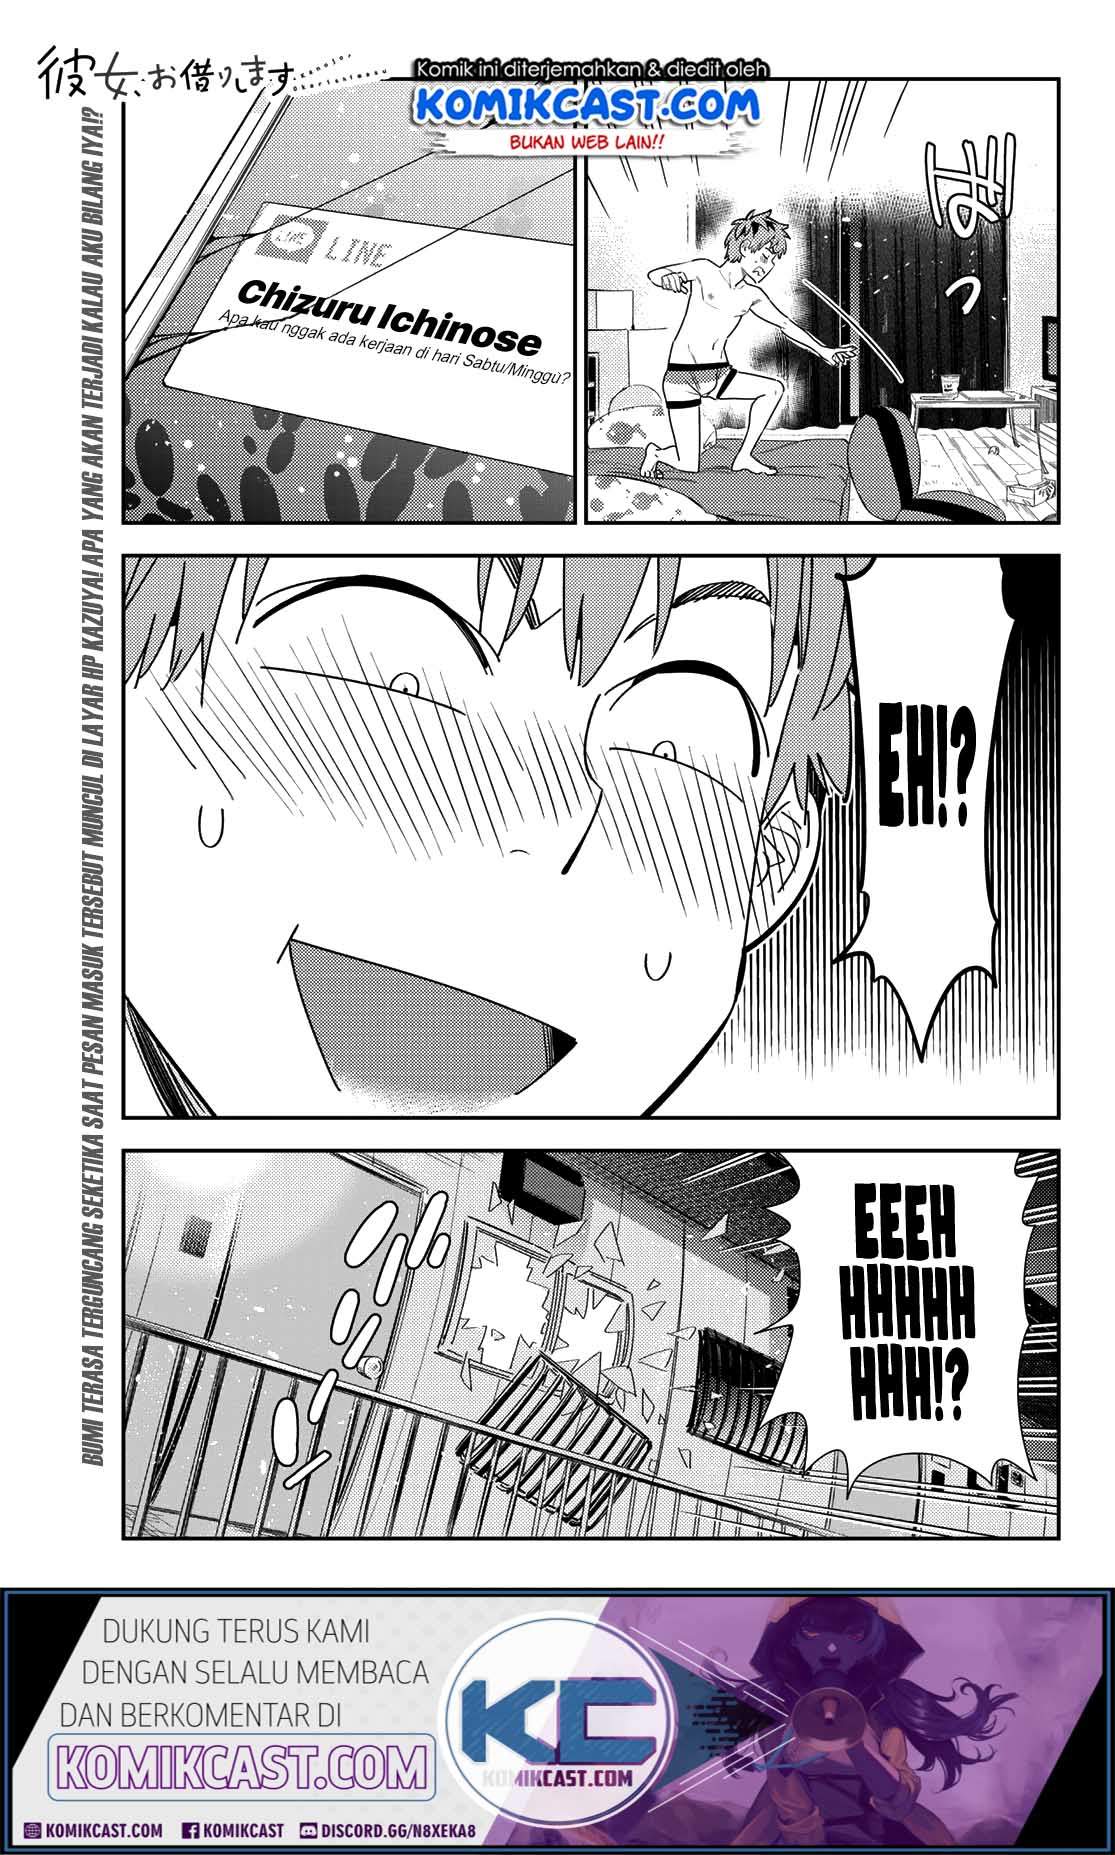 彼女、お借りします
Komik ini diterjemahkan & diedit oleh
KOMIKCAST.COM
BUKAN WEB LAIN!!
BUMI TERASA TERGUNCANG SEKETIKA SAAT PESAN MASUK TERSEBUT MUNCUL DI LAYAR HP KAZUYA! APA YANG AKAN TERJADI KALAU AKU BILANG IYA!?
ばっ
LINE
LINE
Chizuru Ichinose
Apa kau nggak ada kerjaan di hari Sabtu/Minggu?
EH!?
EEEH
HHHHH
HHH!?
DUKUNG TERUS KAMI
DENGAN SELALU MEMBACA
DAN BERKOMENTAR DI
KOMIKCAST.COM
KC
KOMIKCAST.COM
KOMIKCAST.COM
KOMIKCAST
DISCORD.GG/N8XEKA8